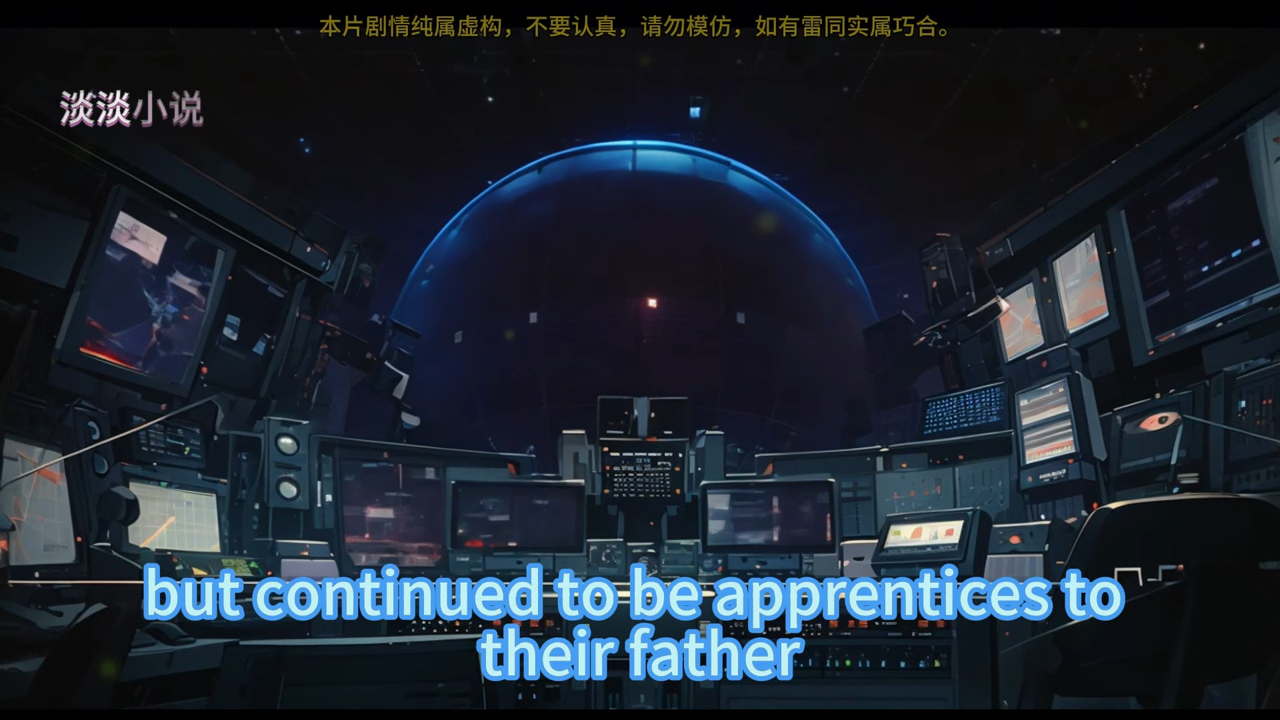 本片剧情纯属虚构，不要认真，请勿模仿，如有雷同实属巧合。
淡淡小说
but continued to be apprentices to
their father